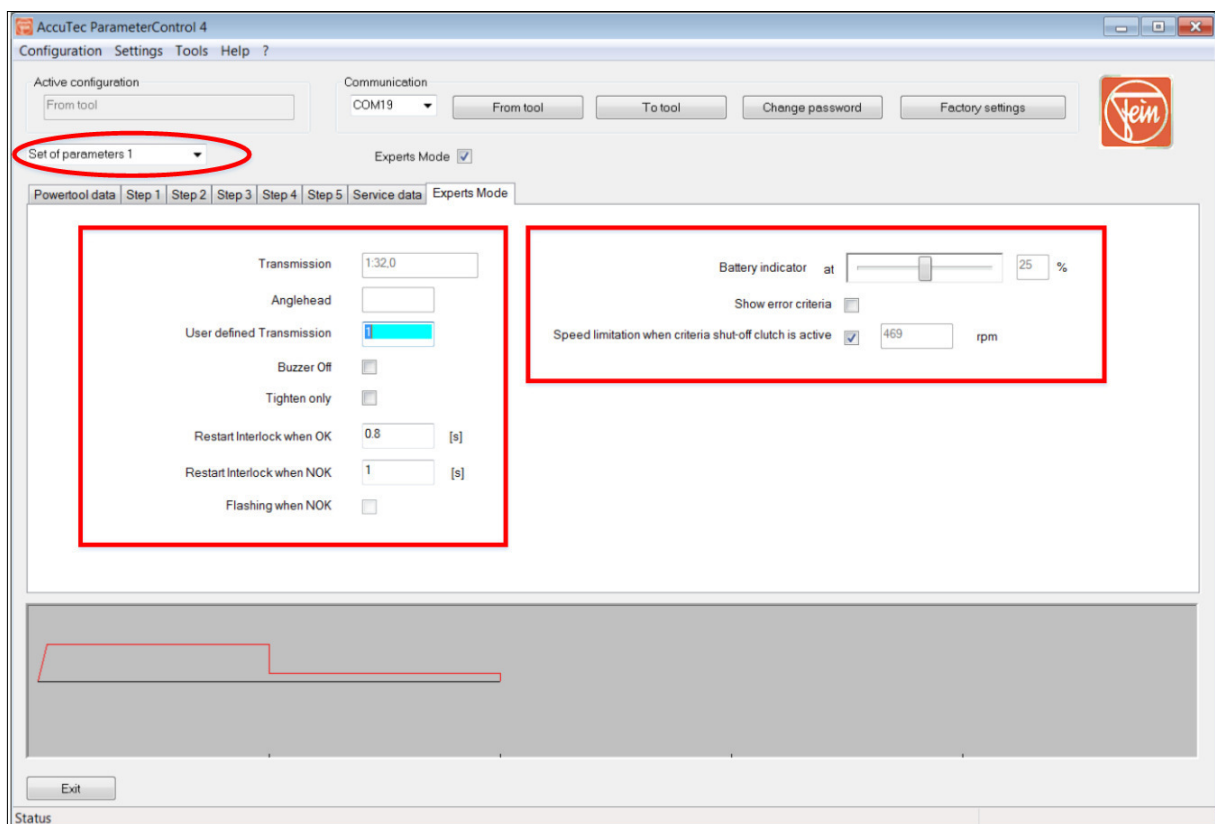 AccuTec ParameterControl 4
Configuration Settings Tools Help ?
Active configuration
Communication
From tool
COM19
From tool
To tool
Change password
Factory settings
Fein
Set of parameters 1
Experts Mode
Powertool data Step 1 Step 2 Step 3 Step 4 Step 5 Service data Experts Mode
Transmission 1:32,0
Anglehead
User defined Transmission 1
Buzzer Off
Tighten only
Restart Interlock when OK 0.8 [s]
Restart Interlock when NOK 1 [s]
Flashing when NOK
Battery indicator at 25 %
Show error criteria
Speed limitation when criteria shut-off clutch is active 469 rpm
Exit
Status